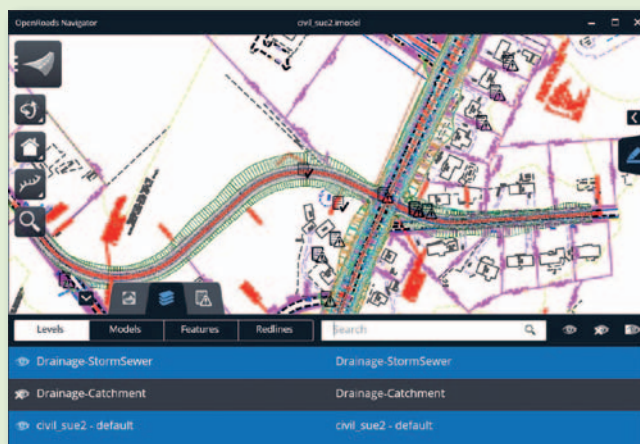 OpenRoads Navigator civil_sue2.imodel
Levels Models Features Redlines Search
Drainage-StormSewer Drainage-StormSewer
Drainage-Catchment Drainage-Catchment
civil_sue2 - default civil_sue2 - default